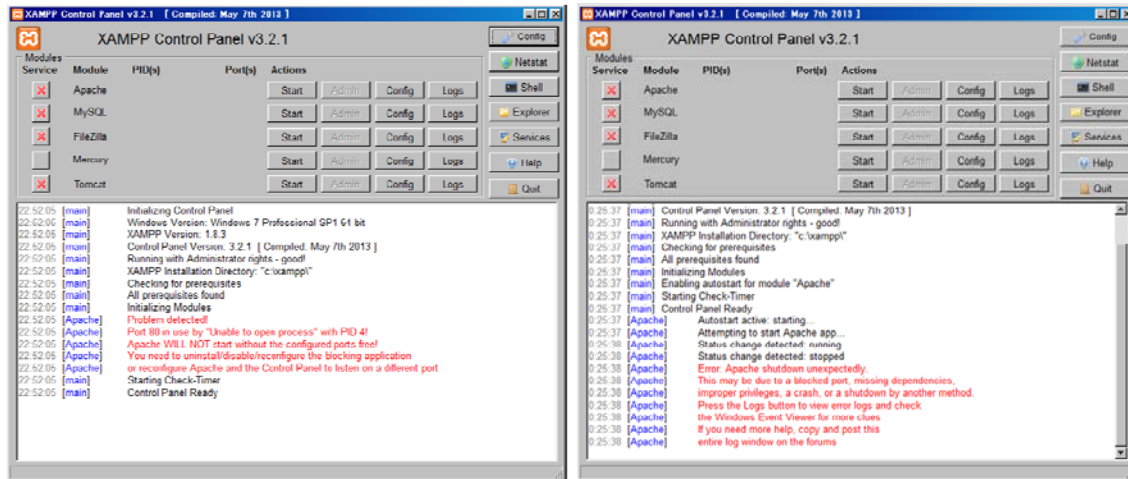 XAMPP Control Panel v3.2.1 [ Compiled: May 7th 2013 ]
XAMPP Control Panel v3.2.1
Config
Modules
Service Module PID(s) Port(s) Actions
Netstat
Apache Start Admin Config Logs
Shell
MySQL Start Admin Config Logs
Explorer
FileZilla Start Admin Config Logs
Services
Mercury Start Admin Config Logs
Help
Tomcat Start Admin Config Logs
Quit
22:52:05 [main] Initializing Control Panel
22:52:05 [main] Windows Version: Windows 7 Professional SP1 64 bit
22:52:05 [main] XAMPP Version: 1.8.3
22:52:05 [main] Control Panel Version: 3.2.1 [ Compiled: May 7th 2013 ]
22:52:05 [main] Running with Administrator rights - good!
22:52:05 [main] XAMPP Installation Directory: "c:\xampp\"
22:52:05 [main] Checking for prerequisites
22:52:05 [main] All prerequisites found
22:52:05 [main] Initializing Modules
22:52:05 [Apache] Problem detected!
22:52:05 [Apache] Port 80 in use by "Unable to open process" with PID 4!
22:52:05 [Apache] Apache WILL NOT start without the configured ports free!
22:52:05 [Apache] You need to uninstall/disable/reconfigure the blocking application
22:52:05 [Apache] or reconfigure Apache and the Control Panel to listen on a different port
22:52:05 [main] Starting Check-Timer
22:52:05 [main] Control Panel Ready
XAMPP Control Panel v3.2.1 [ Compiled: May 7th 2013 ]
XAMPP Control Panel v3.2.1
Config
Modules
Service Module PID(s) Port(s) Actions
Netstat
Apache Start Admin Config Logs
Shell
MySQL Start Admin Config Logs
Explorer
FileZilla Start Admin Config Logs
Services
Mercury Start Admin Config Logs
Help
Tomcat Start Admin Config Logs
Quit
0:25:37 [main] Control Panel Version: 3.2.1 [ Compiled: May 7th 2013 ]
0:25:37 [main] Running with Administrator rights - good!
0:25:37 [main] XAMPP Installation Directory: "c:\xampp\"
0:25:37 [main] Checking for prerequisites
0:25:37 [main] All prerequisites found
0:25:37 [main] Initializing Modules
0:25:37 [main] Enabling autostart for module "Apache"
0:25:37 [main] Starting Check-Timer
0:25:37 [main] Control Panel Ready
0:25:37 [Apache] Autostart active: starting...
0:25:37 [Apache] Attempting to start Apache app...
0:25:38 [Apache] Status change detected: running
0:25:38 [Apache] Status change detected: stopped
0:25:38 [Apache] Error: Apache shutdown unexpectedly.
0:25:38 [Apache] This may be due to a blocked port, missing dependencies,
0:25:38 [Apache] improper privileges, a crash, or a shutdown by another method.
0:25:38 [Apache] Press the Logs button to view error logs and check
0:25:38 [Apache] the Windows Event Viewer for more clues
0:25:38 [Apache] If you need more help, copy and post this
0:25:38 [Apache] entire log window on the forums